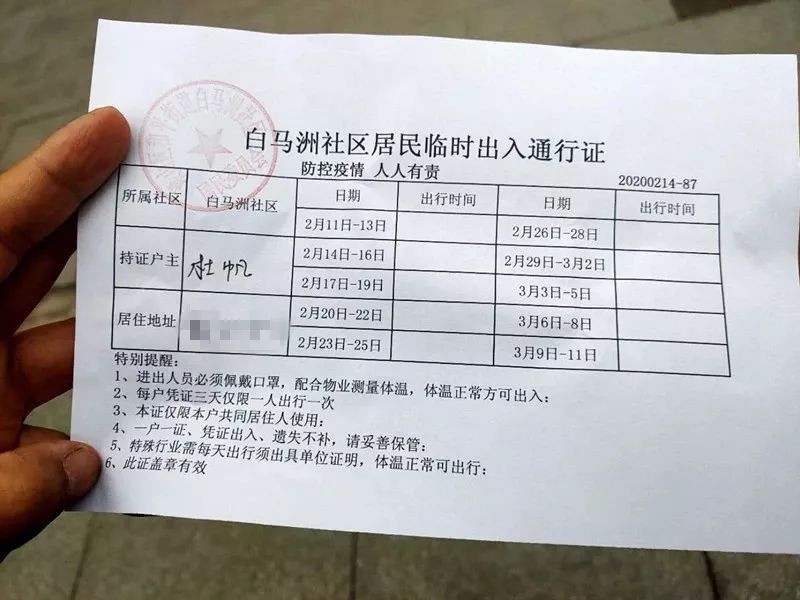 白马洲社区居民临时出入通行证
防控疫情 人人有责
20200214-87
所属社区 白马洲社区 日期 出行时间 日期 出行时间
2月11日-13日 2月26日-28日
持证户主 杜帆 2月14日-16日 2月29日-3月2日
2月17日-19日 3月3日-5日
居住地址 2月20日-22日 3月6日-8日
2月23日-25日 3月9日-11日
特别提醒：
1、进出人员必须佩戴口罩，配合物业测量体温，体温正常方可出入：
2、每户凭证三天仅限一人出行一次
3、本证仅限本户共同居住人使用：
4、一户一证、凭证出入、遗失不补，请妥善保管：
5、特殊行业需每天出行须出具单位证明，体温正常可出行：
6、此证盖章有效